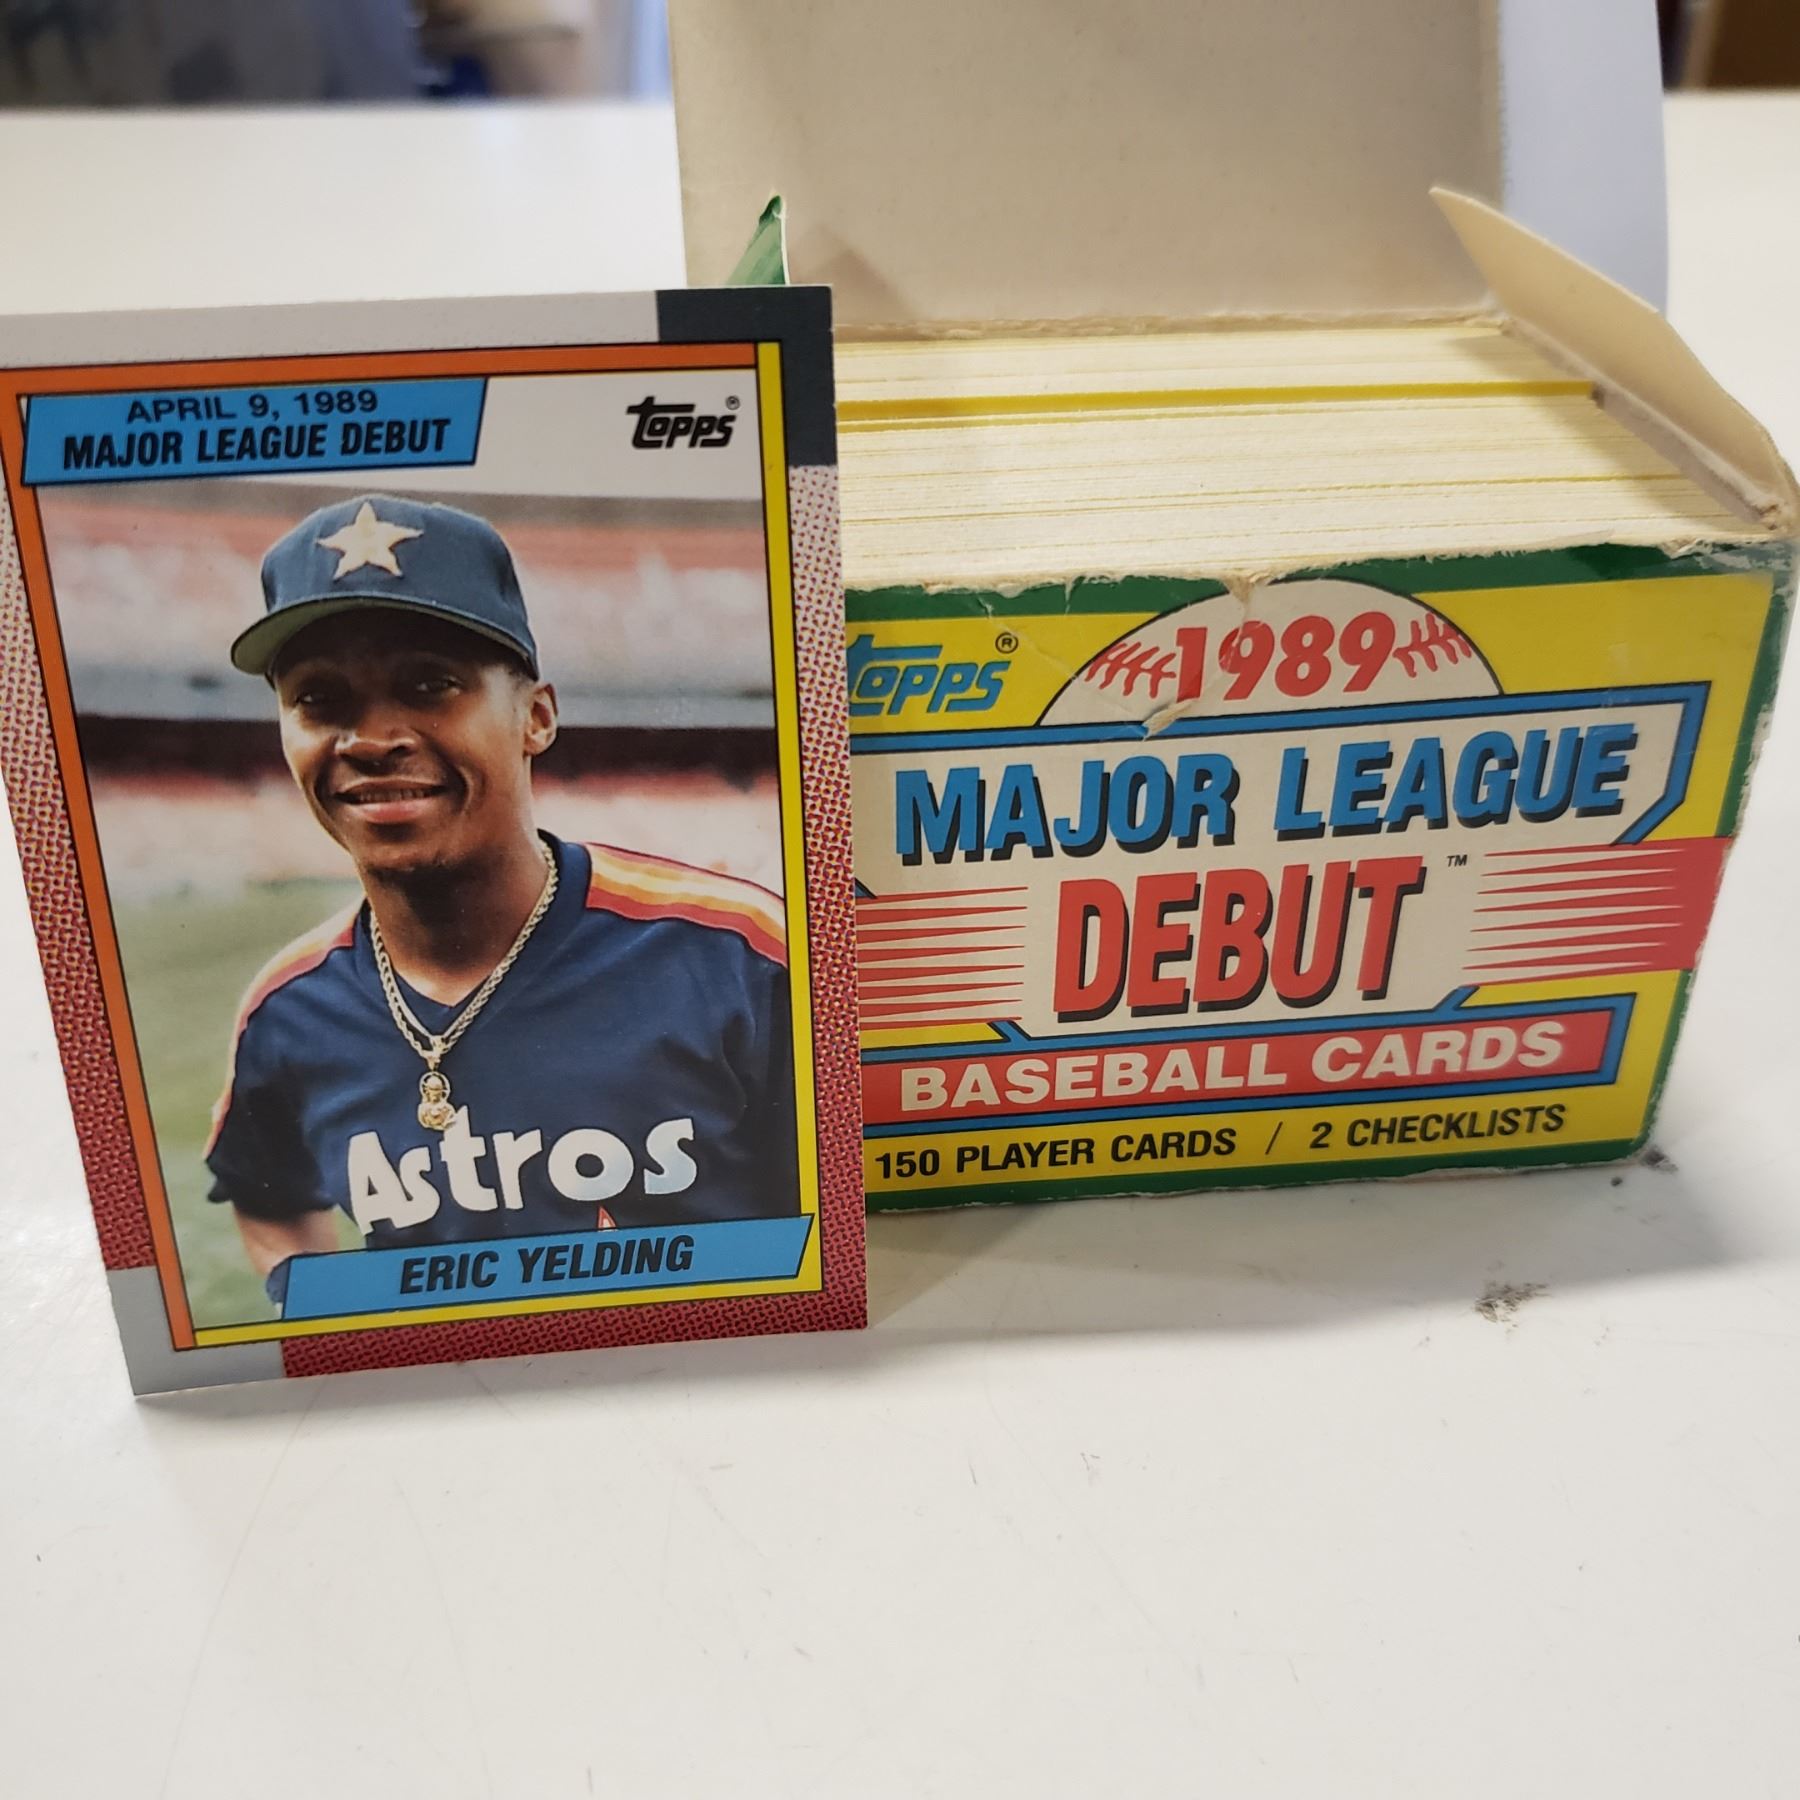 APRIL 9, 1989
MAJOR LEAGUE DEBUT
TOPPS®
Astros
ERIC YELDING
TOPPS®
1989
MAJOR LEAGUE
DEBUT™
BASEBALL CARDS
150 PLAYER CARDS / 2 CHECKLISTS